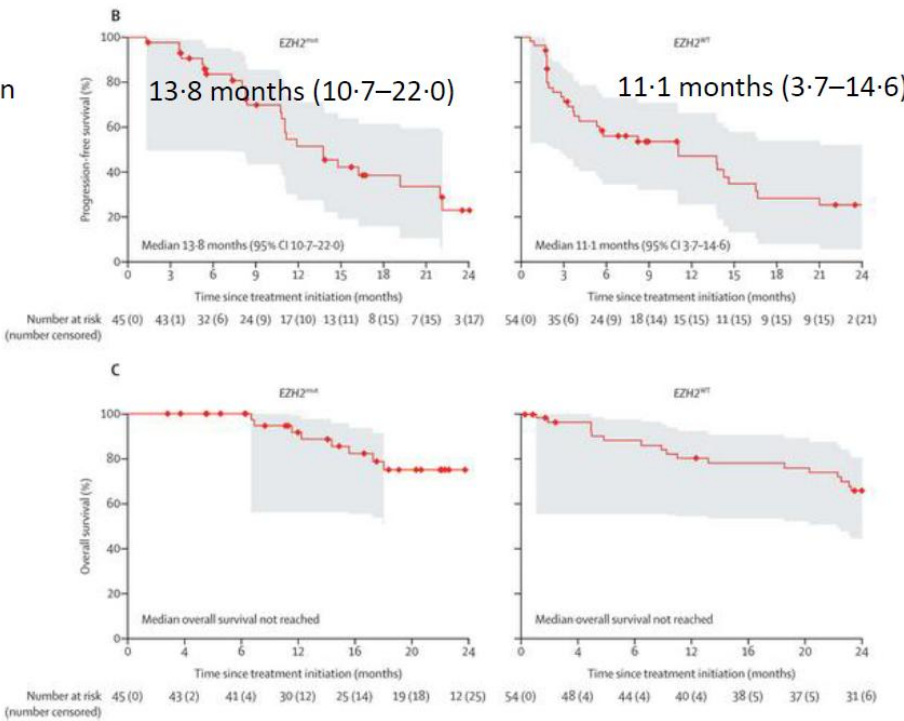 B
EZH2mut
EZH2WT
n
13·8 months (10·7–22·0)
11·1 months (3·7–14·6)
Progression-free survival (%)
100
80
60
40
20
0
Median 13·8 months (95% CI 10·7–22·0)
Median 11·1 months (95% CI 3·7–14·6)
0 3 6 9 12 15 18 21 24
0 3 6 9 12 15 18 21 24
Time since treatment initiation (months)
Time since treatment initiation (months)
Number at risk
(number censored)
45 (0) 43 (1) 32 (6) 24 (9) 17 (10) 13 (11) 8 (15) 7 (15) 3 (17)
54 (0) 35 (6) 24 (9) 18 (14) 15 (15) 11 (15) 9 (15) 9 (15) 2 (21)
C
EZH2mut
EZH2WT
Overall survival (%)
100
80
60
40
20
0
Median overall survival not reached
Median overall survival not reached
0 4 6 12 16 20 24
0 4 6 12 16 20 24
Time since treatment initiation (months)
Time since treatment initiation (months)
Number at risk
(number censored)
45 (0) 43 (2) 41 (4) 30 (12) 25 (14) 19 (18) 12 (25)
54 (0) 48 (4) 44 (4) 40 (4) 38 (5) 37 (5) 31 (6)